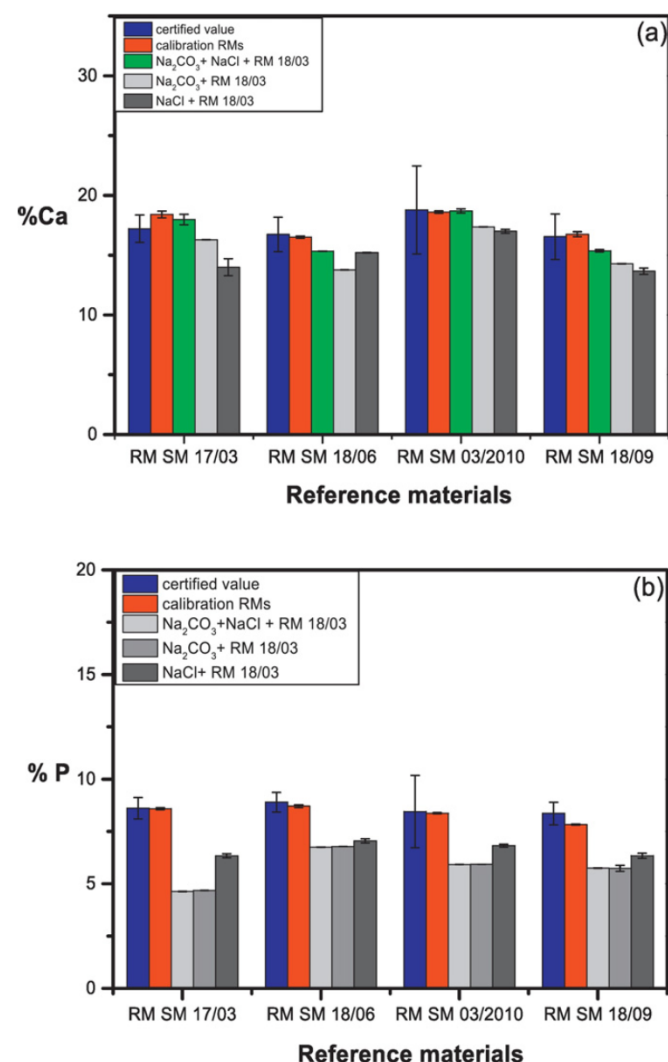 (a)
certified value
calibration RMs
Na₂CO₃+ NaCl + RM 18/03
Na₂CO₃+ RM 18/03
NaCl + RM 18/03
30
20
10
0
%Ca
RM SM 17/03 RM SM 18/06 RM SM 03/2010 RM SM 18/09
Reference materials
(b)
certified value
calibration RMs
Na₂CO₃+NaCl + RM 18/03
Na₂CO₃+ RM 18/03
NaCl+ RM 18/03
20
15
10
5
0
% P
RM SM 17/03 RM SM 18/06 RM SM 03/2010 RM SM 18/09
Reference materials